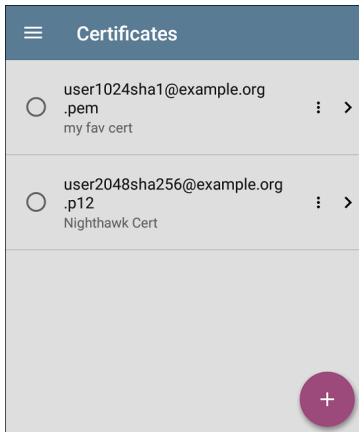 Certificates
user1024sha1@example.org
.pem
my fav cert
user2048sha256@example.org
.p12
Nighthawk Cert